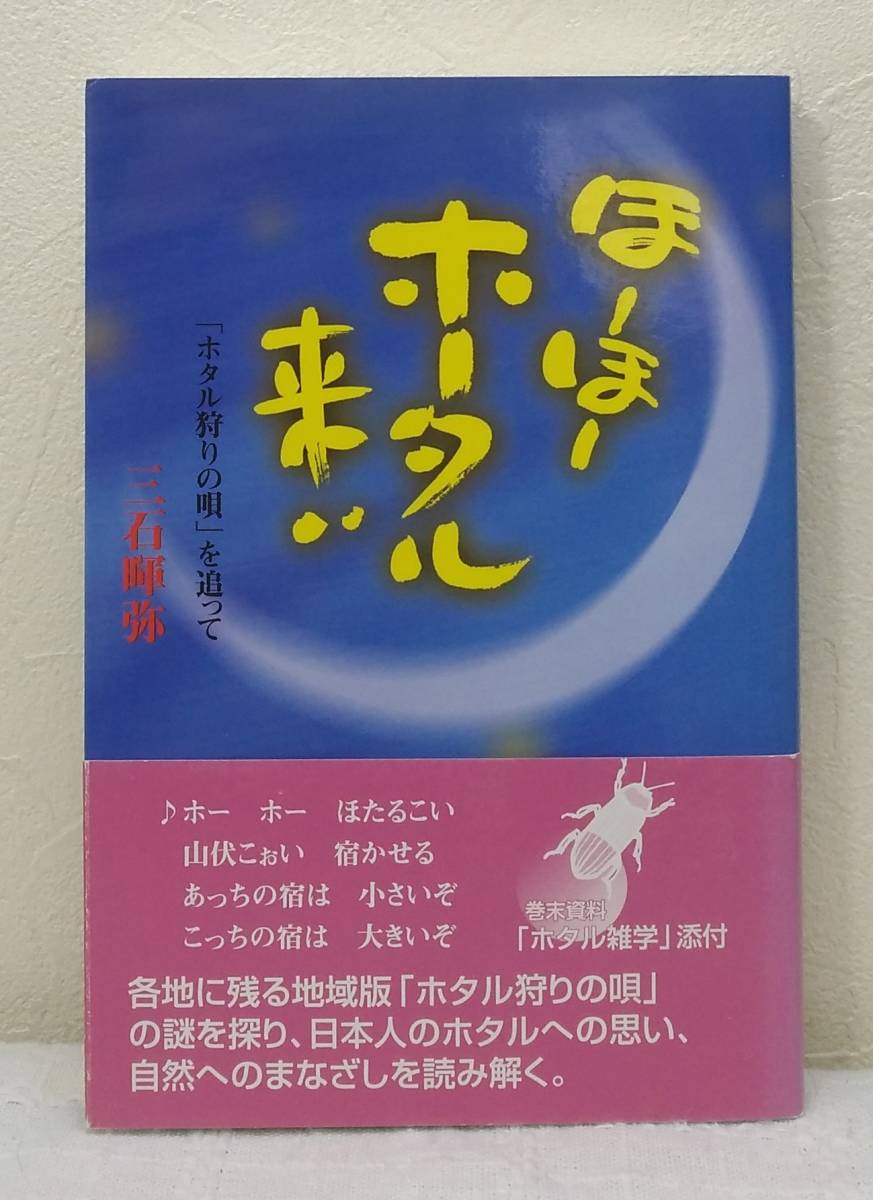 ほーほー
ホータル
来い
「ホタル狩りの唄」を追って
三石暉弥
♪ホー　ホー　ほたるこい
山伏こぉい　宿かせる
あっちの宿は　小さいぞ
こっちの宿は　大きいぞ
巻末資料
「ホタル雑学」添付
各地に残る地域版「ホタル狩りの唄」
の謎を探り、日本人のホタルへの思い、
自然へのまなざしを読み解く。